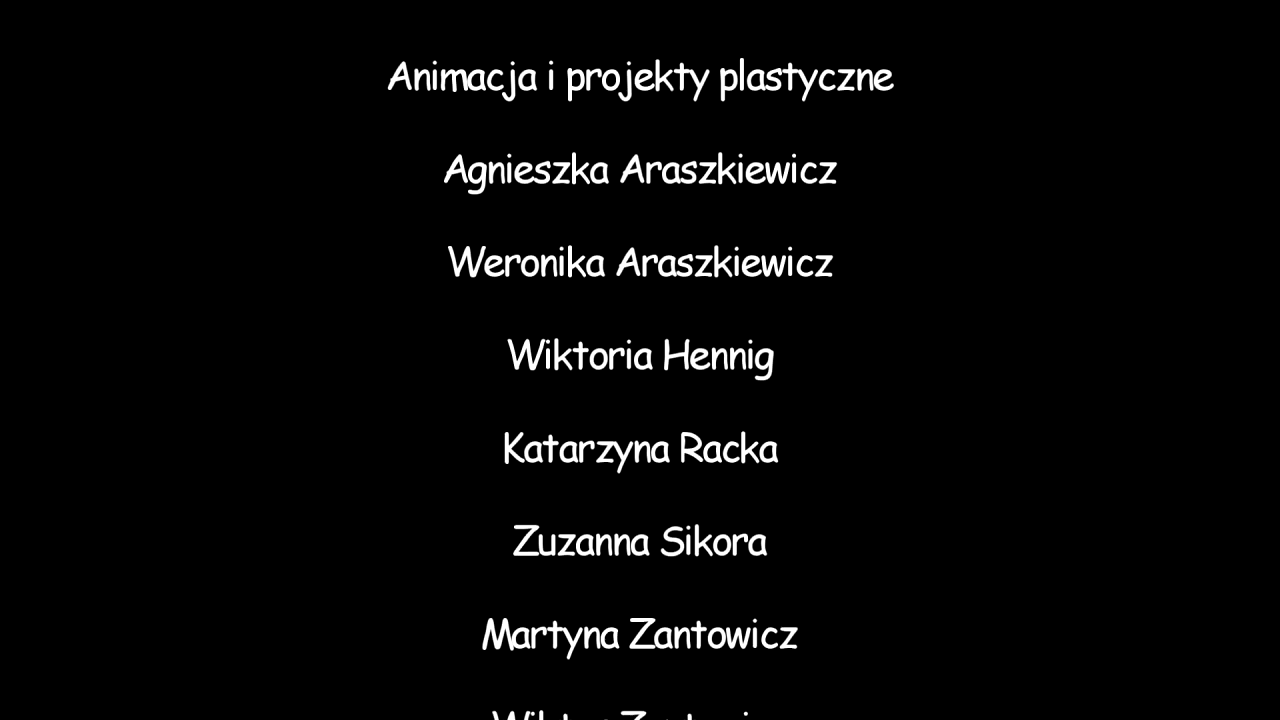 Animacja i projekty plastyczne
Agnieszka Araszkiewicz
Weronika Araszkiewicz
Wiktoria Hennig
Katarzyna Racka
Zuzanna Sikora
Martyna Zantowicz